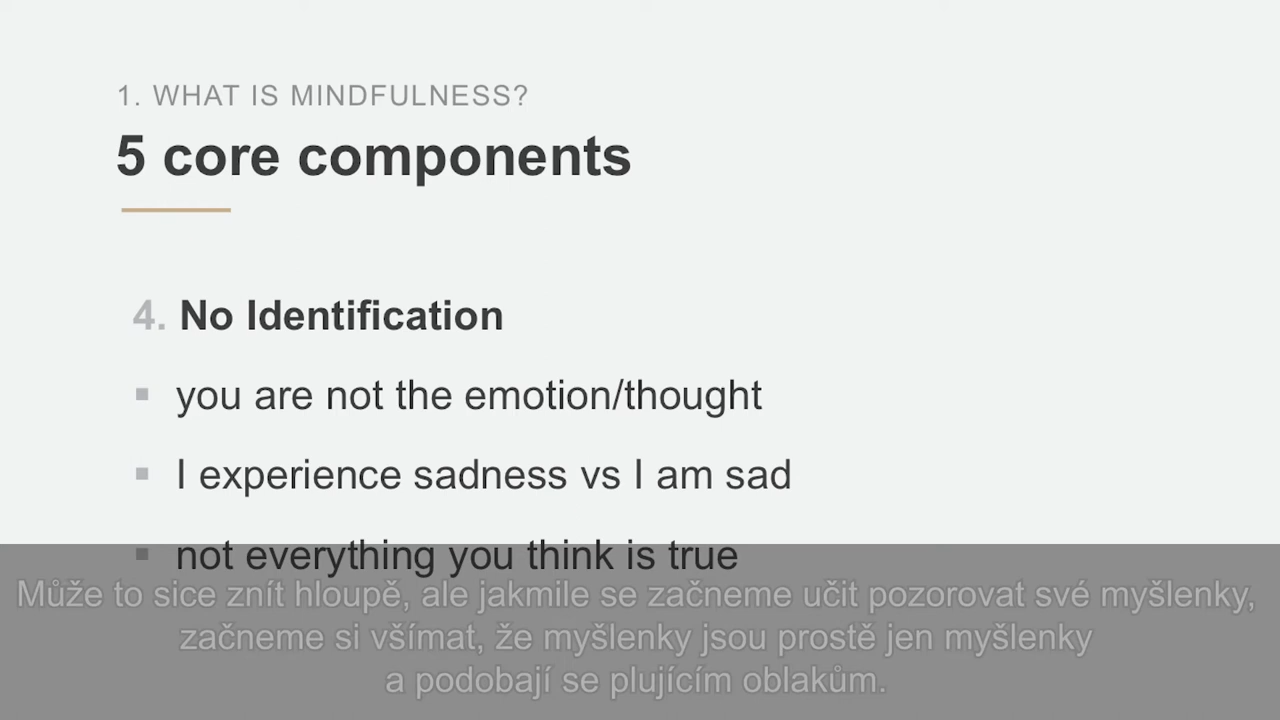 1. WHAT IS MINDFULNESS?
5 core components
4. No Identification
▪ you are not the emotion/thought
▪ I experience sadness vs I am sad
▪ not everything you think is true
Může to sice znít hloupě, ale jakmile se začneme učit pozorovat své myšlenky,
začneme si všímat, že myšlenky jsou prostě jen myšlenky
a podobají se plujícím oblakům.